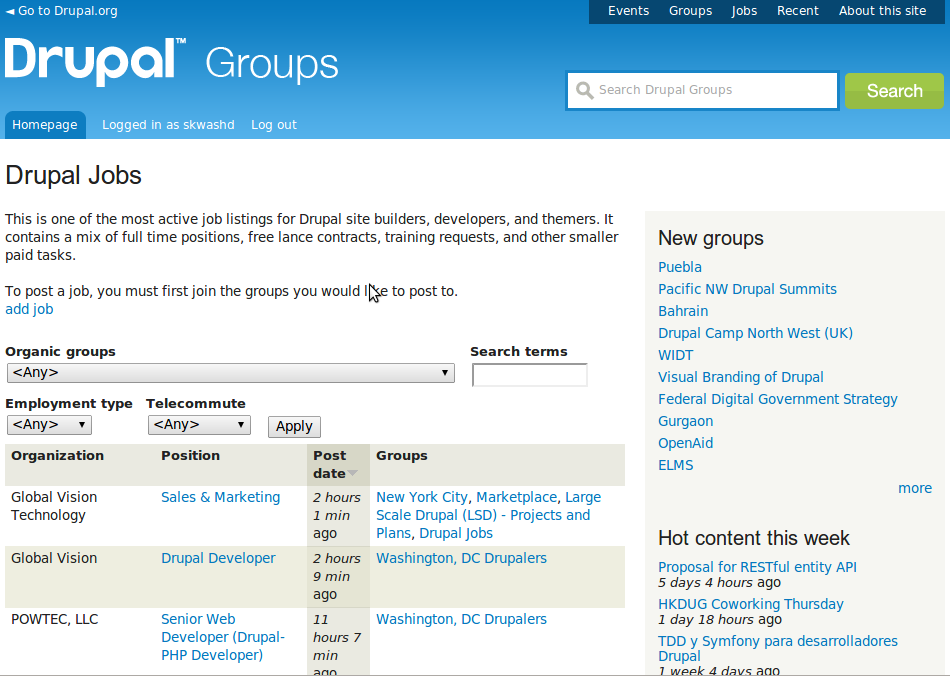 ◄ Go to Drupal.org
Events Groups Jobs Recent About this site
Drupal™ Groups
Search Drupal Groups
Search
Homepage Logged in as skwashd Log out
Drupal Jobs
This is one of the most active job listings for Drupal site builders, developers, and themers. It
contains a mix of full time positions, free lance contracts, training requests, and other smaller
paid tasks.
To post a job, you must first join the groups you would like to post to.
add job
Organic groups
<Any>
Search terms
Employment type
<Any>
Telecommute
<Any>
Apply
Organization Position Post date Groups
Global Vision Technology
Sales & Marketing
2 hours
1 min
ago
New York City, Marketplace, Large
Scale Drupal (LSD) - Projects and
Plans, Drupal Jobs
Global Vision
Drupal Developer
2 hours
9 min
ago
Washington, DC Drupalers
POWTEC, LLC
Senior Web
Developer (Drupal-
PHP Developer)
11
hours 7
min
ago
Washington, DC Drupalers
New groups
Puebla
Pacific NW Drupal Summits
Bahrain
Drupal Camp North West (UK)
WIDT
Visual Branding of Drupal
Federal Digital Government Strategy
Gurgaon
OpenAid
ELMS
more
Hot content this week
Proposal for RESTful entity API
5 days 4 hours ago
HKDUG Coworking Thursday
1 day 18 hours ago
TDD y Symfony para desarrolladores
Drupal
1 week 4 days ago